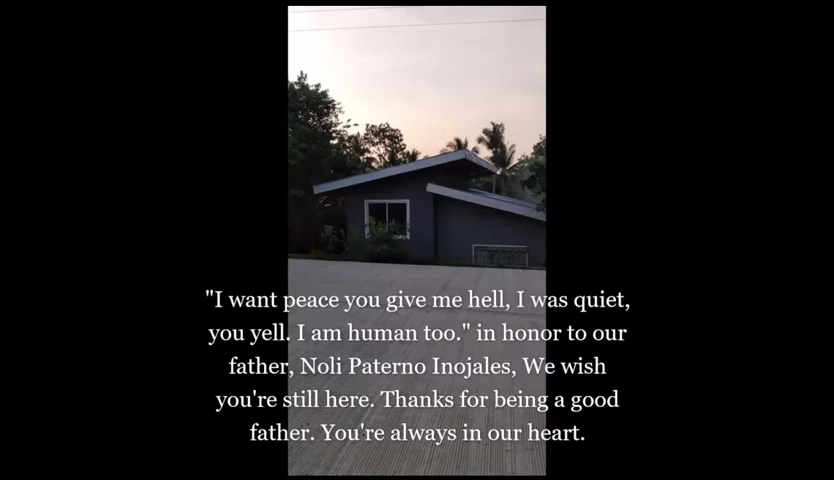 "I want peace you give me hell, I was quiet,
you yell. I am human too." in honor to our
father, Noli Paterno Inojales, We wish
you're still here. Thanks for being a good
father. You're always in our heart.